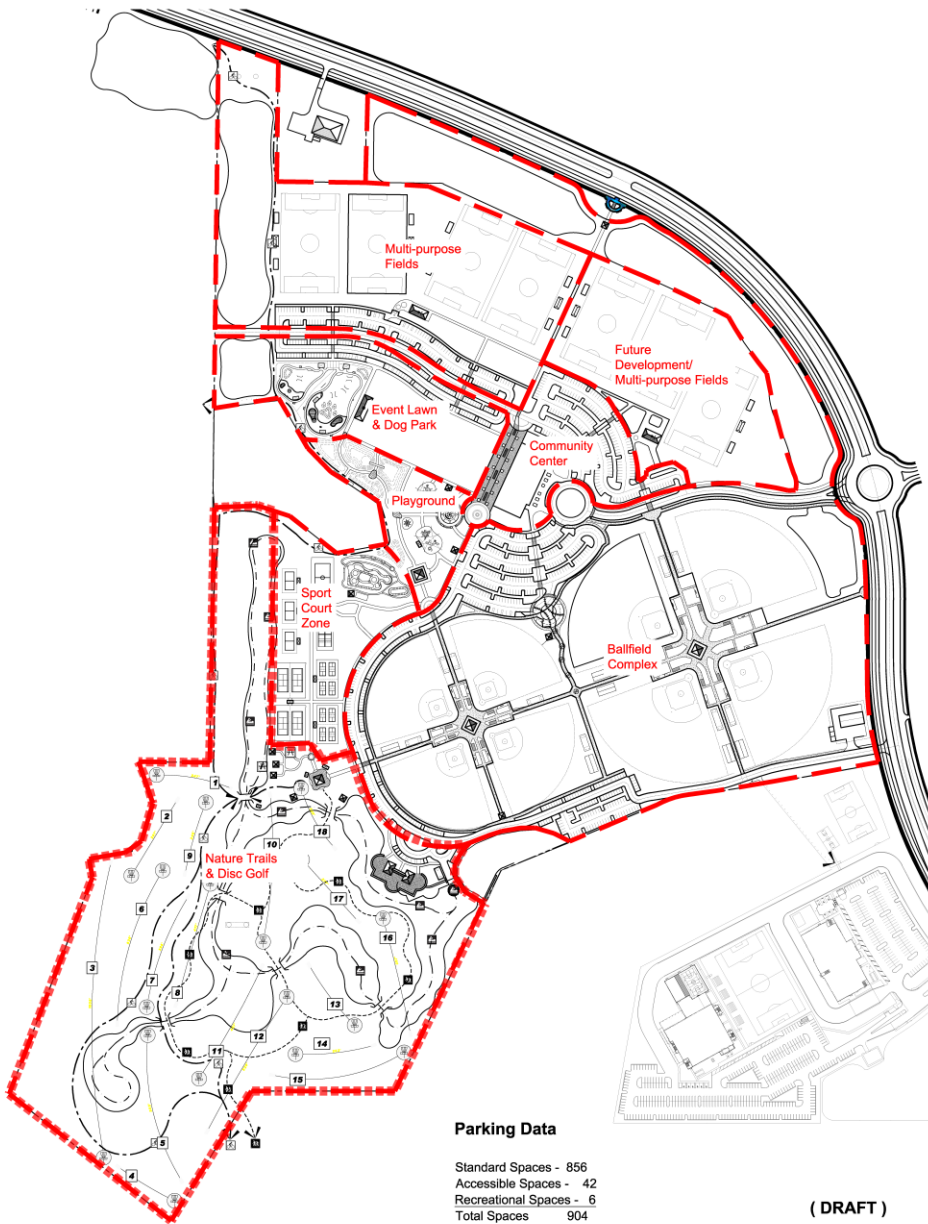 Multi-purpose
Fields
Future
Development/
Multi-purpose Fields
Event Lawn
& Dog Park
Community
Center
Playground
Sport
Court
Zone
Ballfield
Complex
1
2
18
10
9
Nature Trails
& Disc Golf
17
6
16
3
7
8
13
12
14
11
15
5
4
Parking Data
Standard Spaces - 856
Accessible Spaces - 42
Recreational Spaces - 6
Total Spaces 904
( DRAFT )